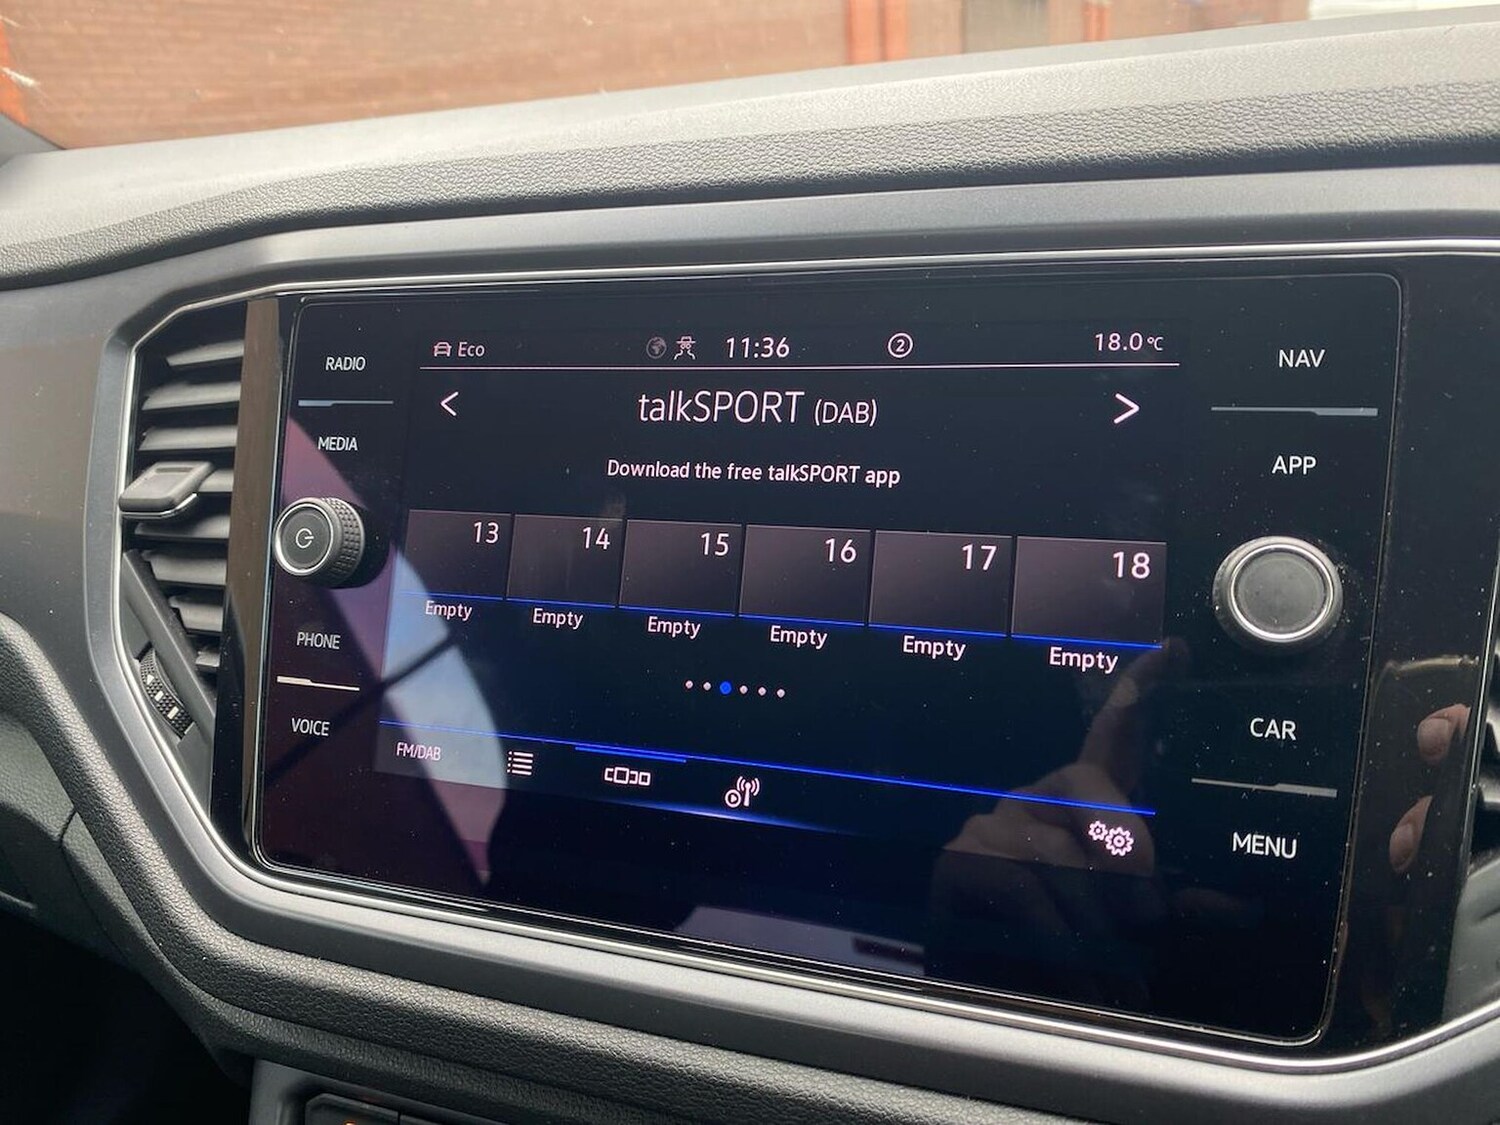 RADIO
MEDIA
PHONE
VOICE
Eco
11:36
2
18.0 °C
< talkSPORT (DAB) >
Download the free talkSPORT app
13 14 15 16 17 18
Empty Empty Empty Empty Empty Empty
FM/DAB
NAV
APP
CAR
MENU